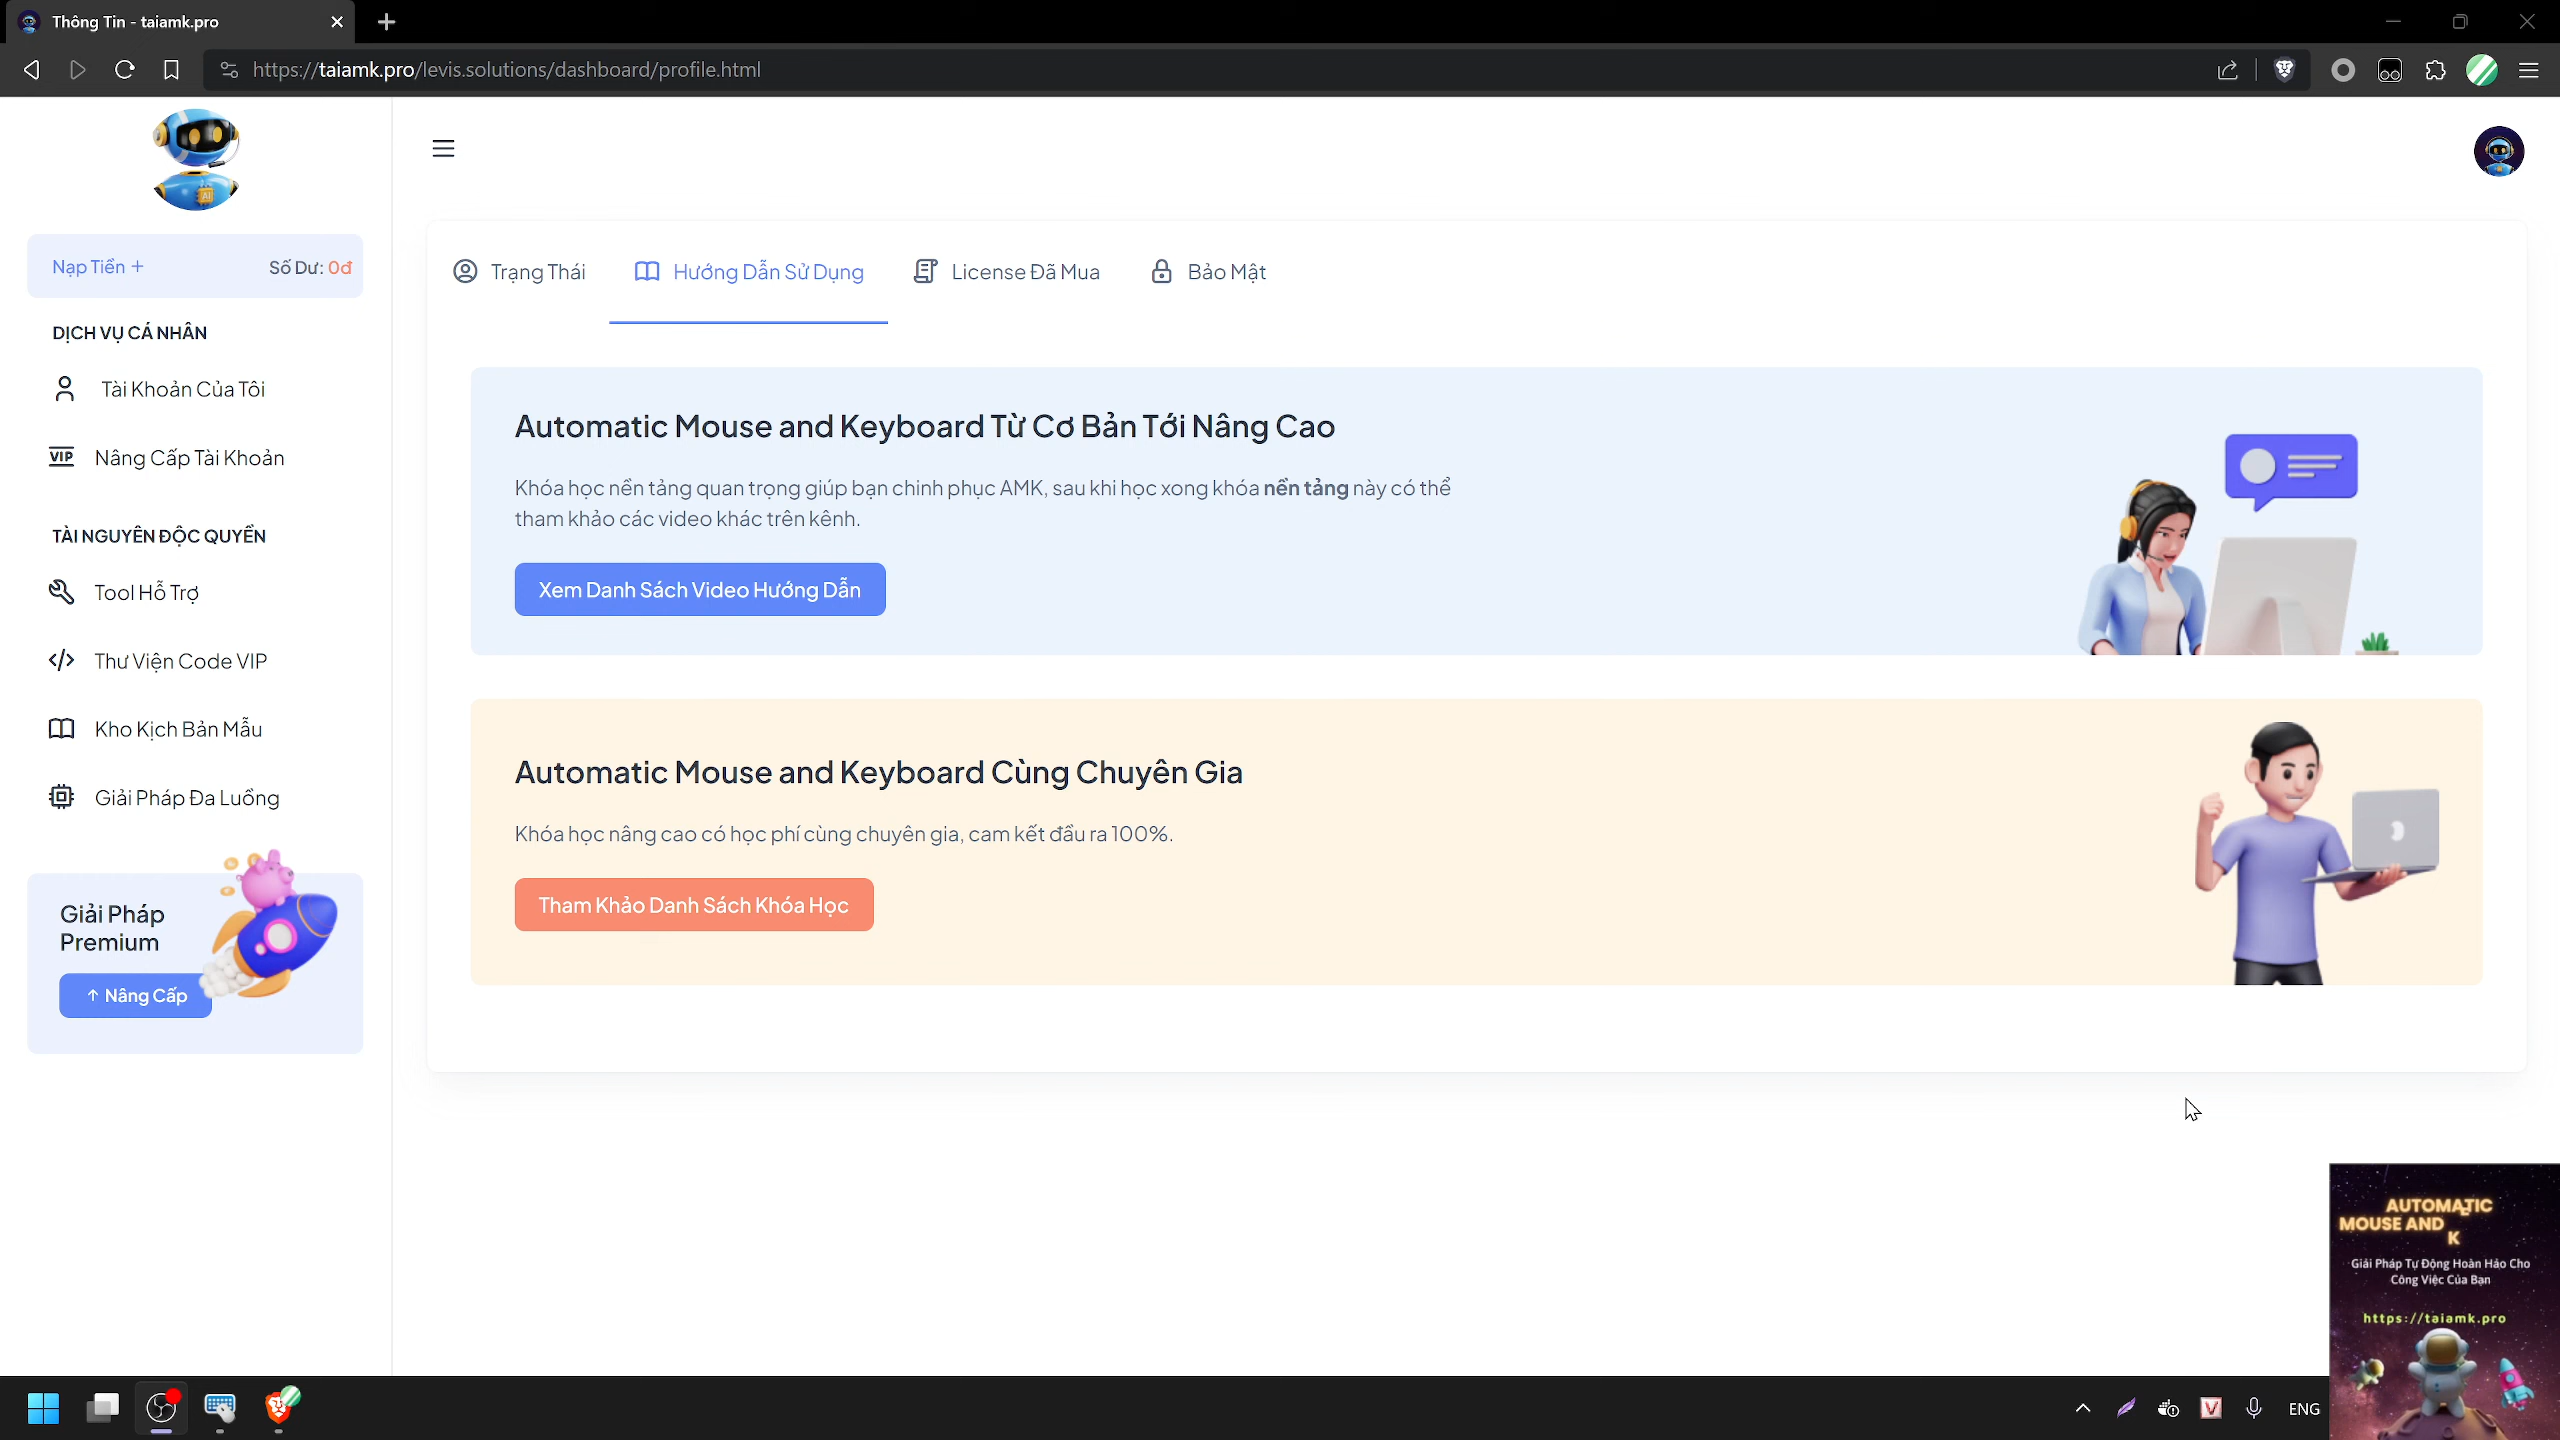 Thông Tin - taiamk.pro
https://taiamk.pro/levis.solutions/dashboard/profile.html
AI
Nạp Tiền +
Số Dư: 0đ
DỊCH VỤ CÁ NHÂN
Tài Khoản Của Tôi
VIP Nâng Cấp Tài Khoản
TÀI NGUYÊN ĐỘC QUYỀN
Tool Hỗ Trợ
Thư Viện Code VIP
Kho Kịch Bản Mẫu
Giải Pháp Đa Luồng
Giải Pháp
Premium
↑ Nâng Cấp
Trạng Thái
Hướng Dẫn Sử Dụng
License Đã Mua
Bảo Mật
Automatic Mouse and Keyboard Từ Cơ Bản Tới Nâng Cao
Khóa học nền tảng quan trọng giúp bạn chinh phục AMK, sau khi học xong khóa nền tảng này có thể
tham khảo các video khác trên kênh.
Xem Danh Sách Video Hướng Dẫn
Automatic Mouse and Keyboard Cùng Chuyên Gia
Khóa học nâng cao có học phí cùng chuyên gia, cam kết đầu ra 100%.
Tham Khảo Danh Sách Khóa Học
AUTOMATIC
MOUSE AND
K
Giải Pháp Tự Động Hoàn Hảo Cho
Công Việc Của Bạn
https://taiamk.pro
V
ENG